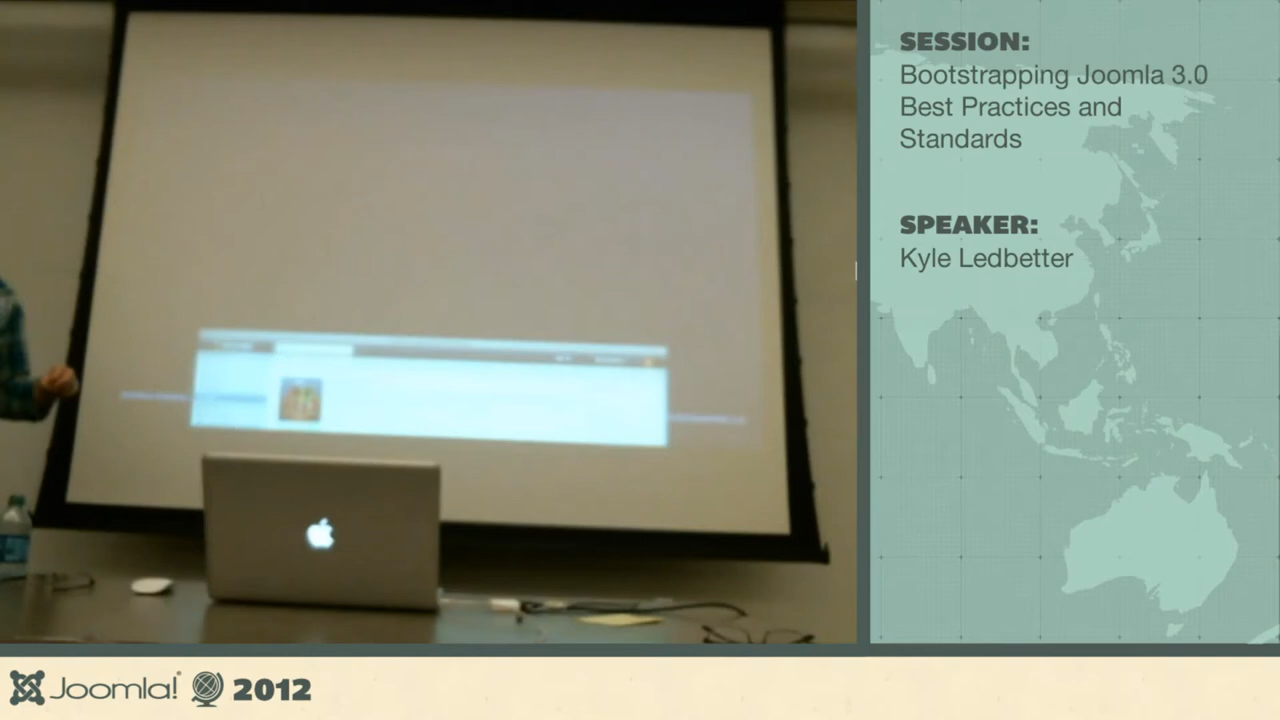 SESSION:
Bootstrapping Joomla 3.0
Best Practices and
Standards
SPEAKER:
Kyle Ledbetter
Joomla!® 2012